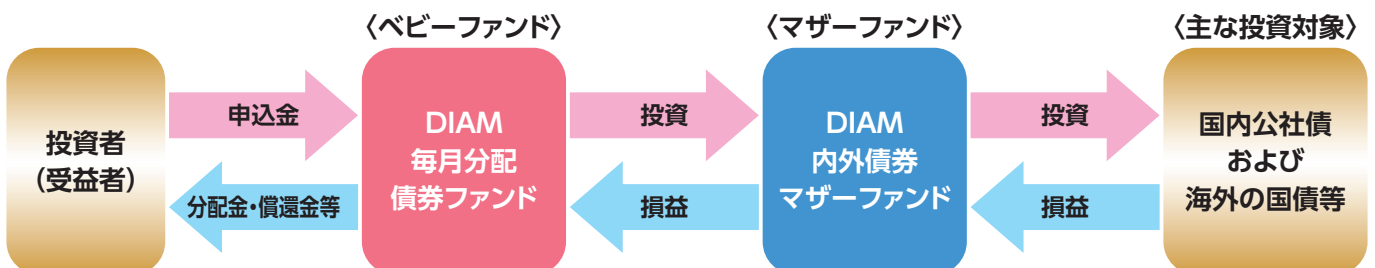 〈ベビーファンド〉
〈マザーファンド〉
〈主な投資対象〉
投資者
（受益者）
申込金
分配金・償還金等
DIAM
毎月分配
債券ファンド
投資
損益
DIAM
内外債券
マザーファンド
投資
損益
国内公社債
および
海外の国債等